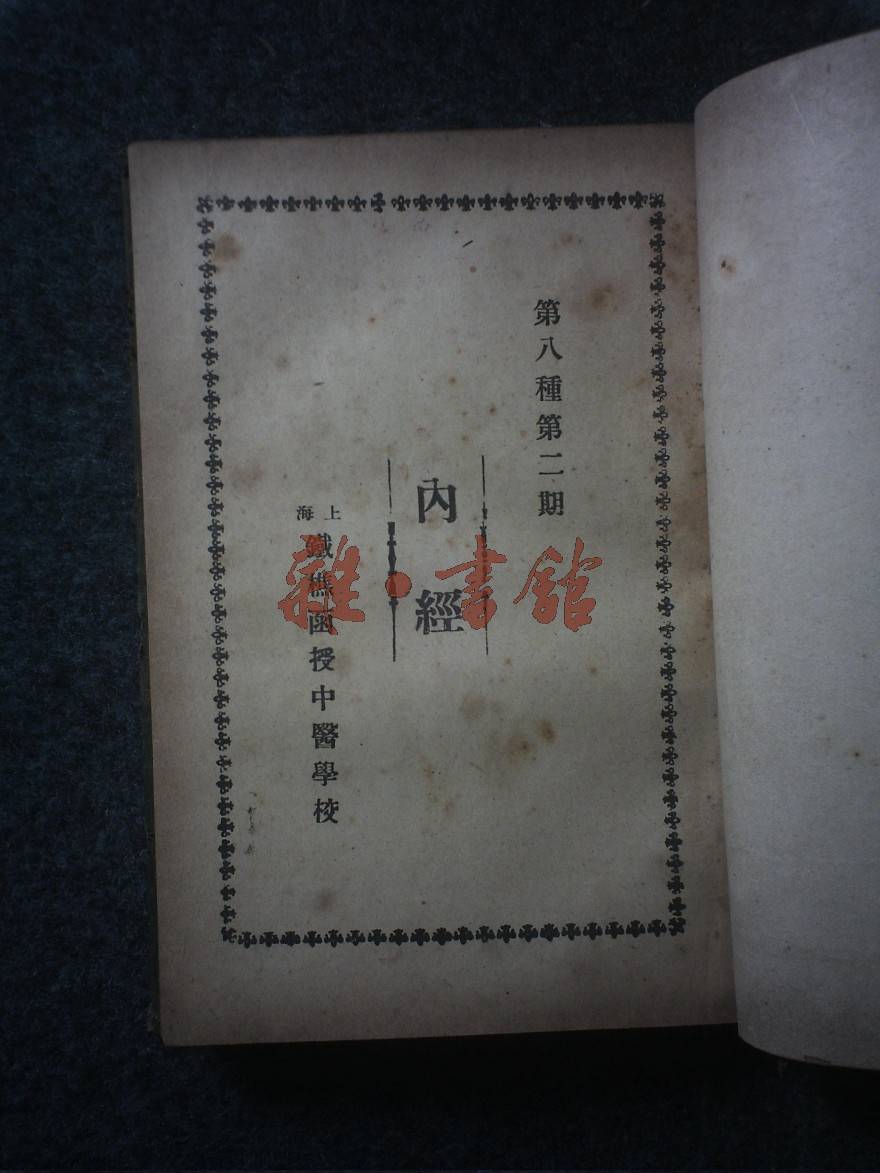 第八種第二期
內經
上海
鐵樵函授中醫學校
雜·書館